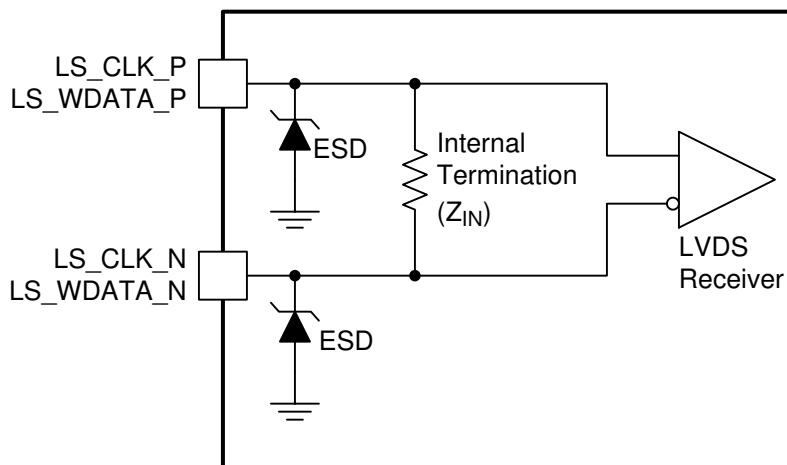 LS_CLK_P
LS_WDATA_P
ESD
Internal
Termination
(ZIN)
LS_CLK_N
LS_WDATA_N
ESD
LVDS
Receiver